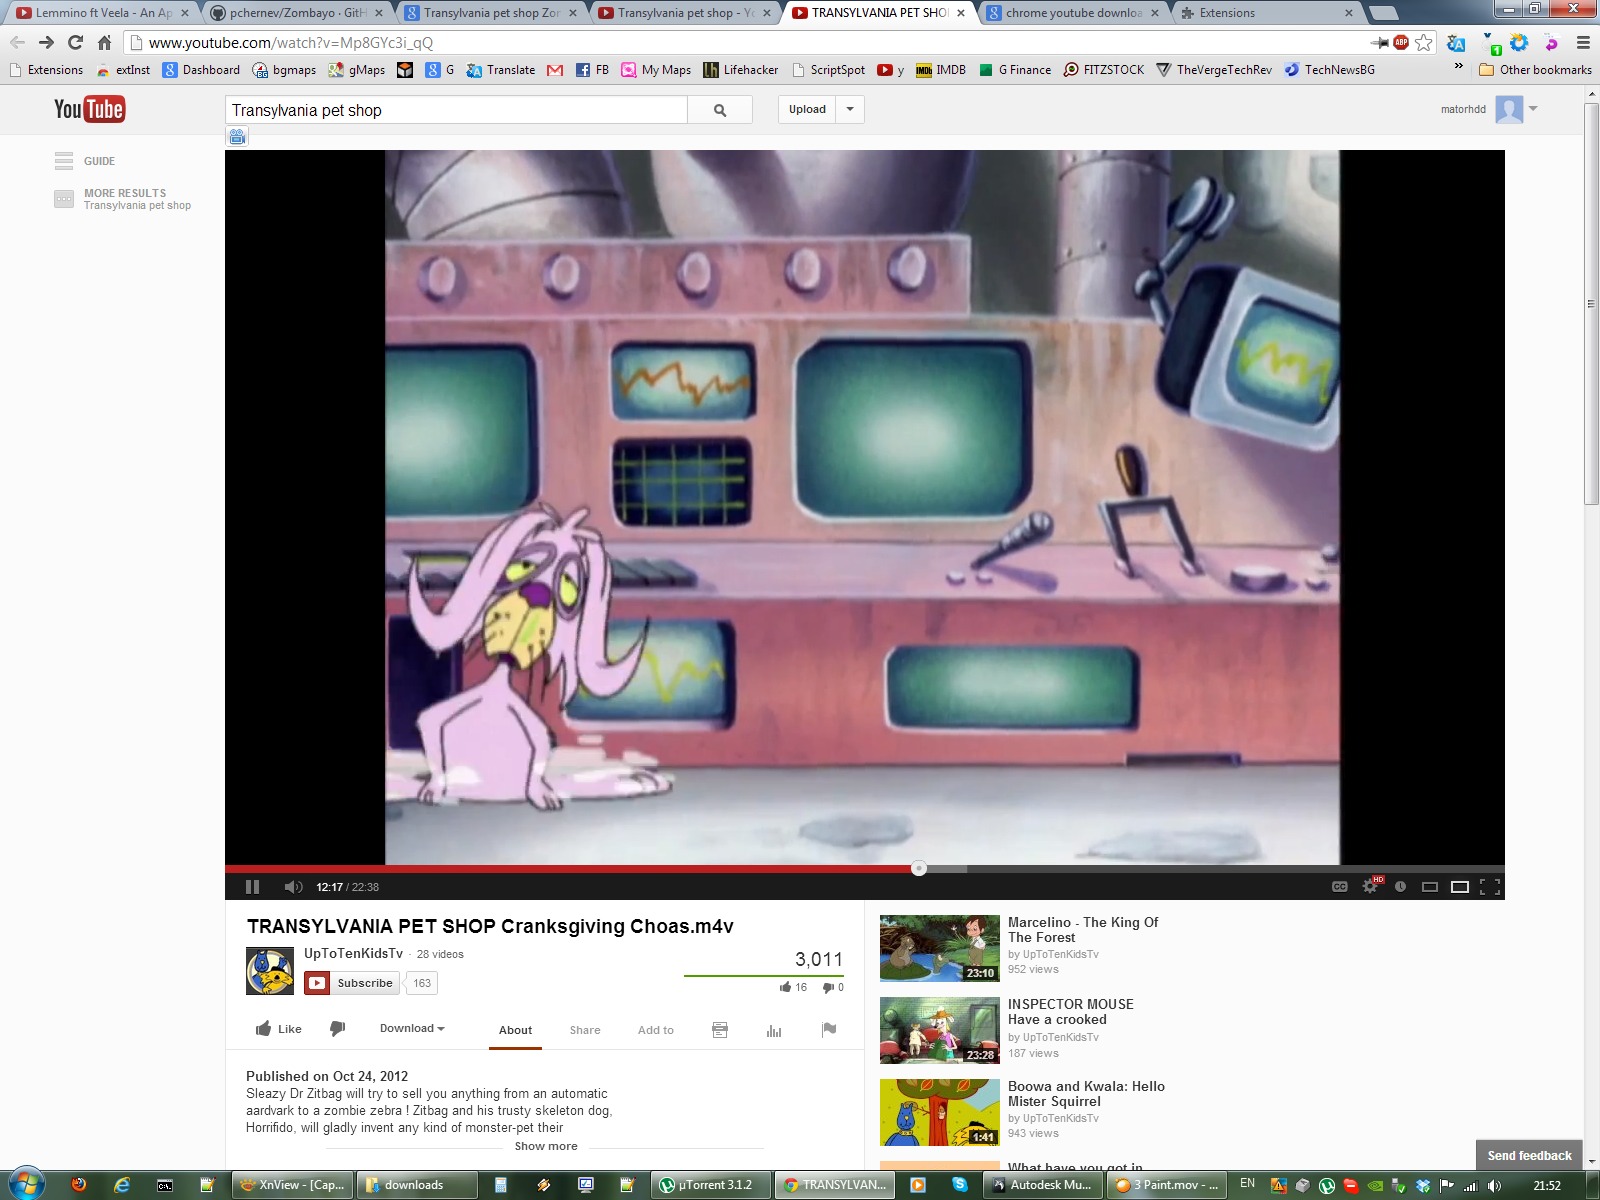 Lemmino ft Veela - An Ap
pchernev/Zombayo · GitH
Transylvania pet shop Zor
Transylvania pet shop - Yo
TRANSYLVANIA PET SHO
chrome youtube downloa
Extensions
www.youtube.com/watch?v=Mp8GYc3i_qQ
ABP
1
Extensions
extInst
Dashboard
bgmaps
gMaps
G
Translate
FB
My Maps
Lifehacker
ScriptSpot
y
IMDB
G Finance
FITZSTOCK
TheVergeTechRev
TechNewsBG
»
Other bookmarks
YouTube
Transylvania pet shop
Upload
matorhdd
GUIDE
MORE RESULTS
Transylvania pet shop
12:17 / 22:38
CC
HD
TRANSYLVANIA PET SHOP Cranksgiving Choas.m4v
UpToTenKidsTv · 28 videos
Subscribe 163
3,011
16 0
Like
Download
About
Share
Add to
Published on Oct 24, 2012
Sleazy Dr Zitbag will try to sell you anything from an automatic
aardvark to a zombie zebra ! Zitbag and his trusty skeleton dog,
Horrifido, will gladly invent any kind of monster-pet their
Show more
23:10
Marcelino - The King Of
The Forest
by UpToTenKidsTv
952 views
23:28
INSPECTOR MOUSE
Have a crooked
by UpToTenKidsTv
187 views
1:41
Boowa and Kwala: Hello
Mister Squirrel
by UpToTenKidsTv
943 views
What have you got in
Send feedback
XnView - [Cap...
downloads
µTorrent 3.1.2
TRANSYLVAN...
Autodesk Mu...
3 Paint.mov - ...
EN
21:52